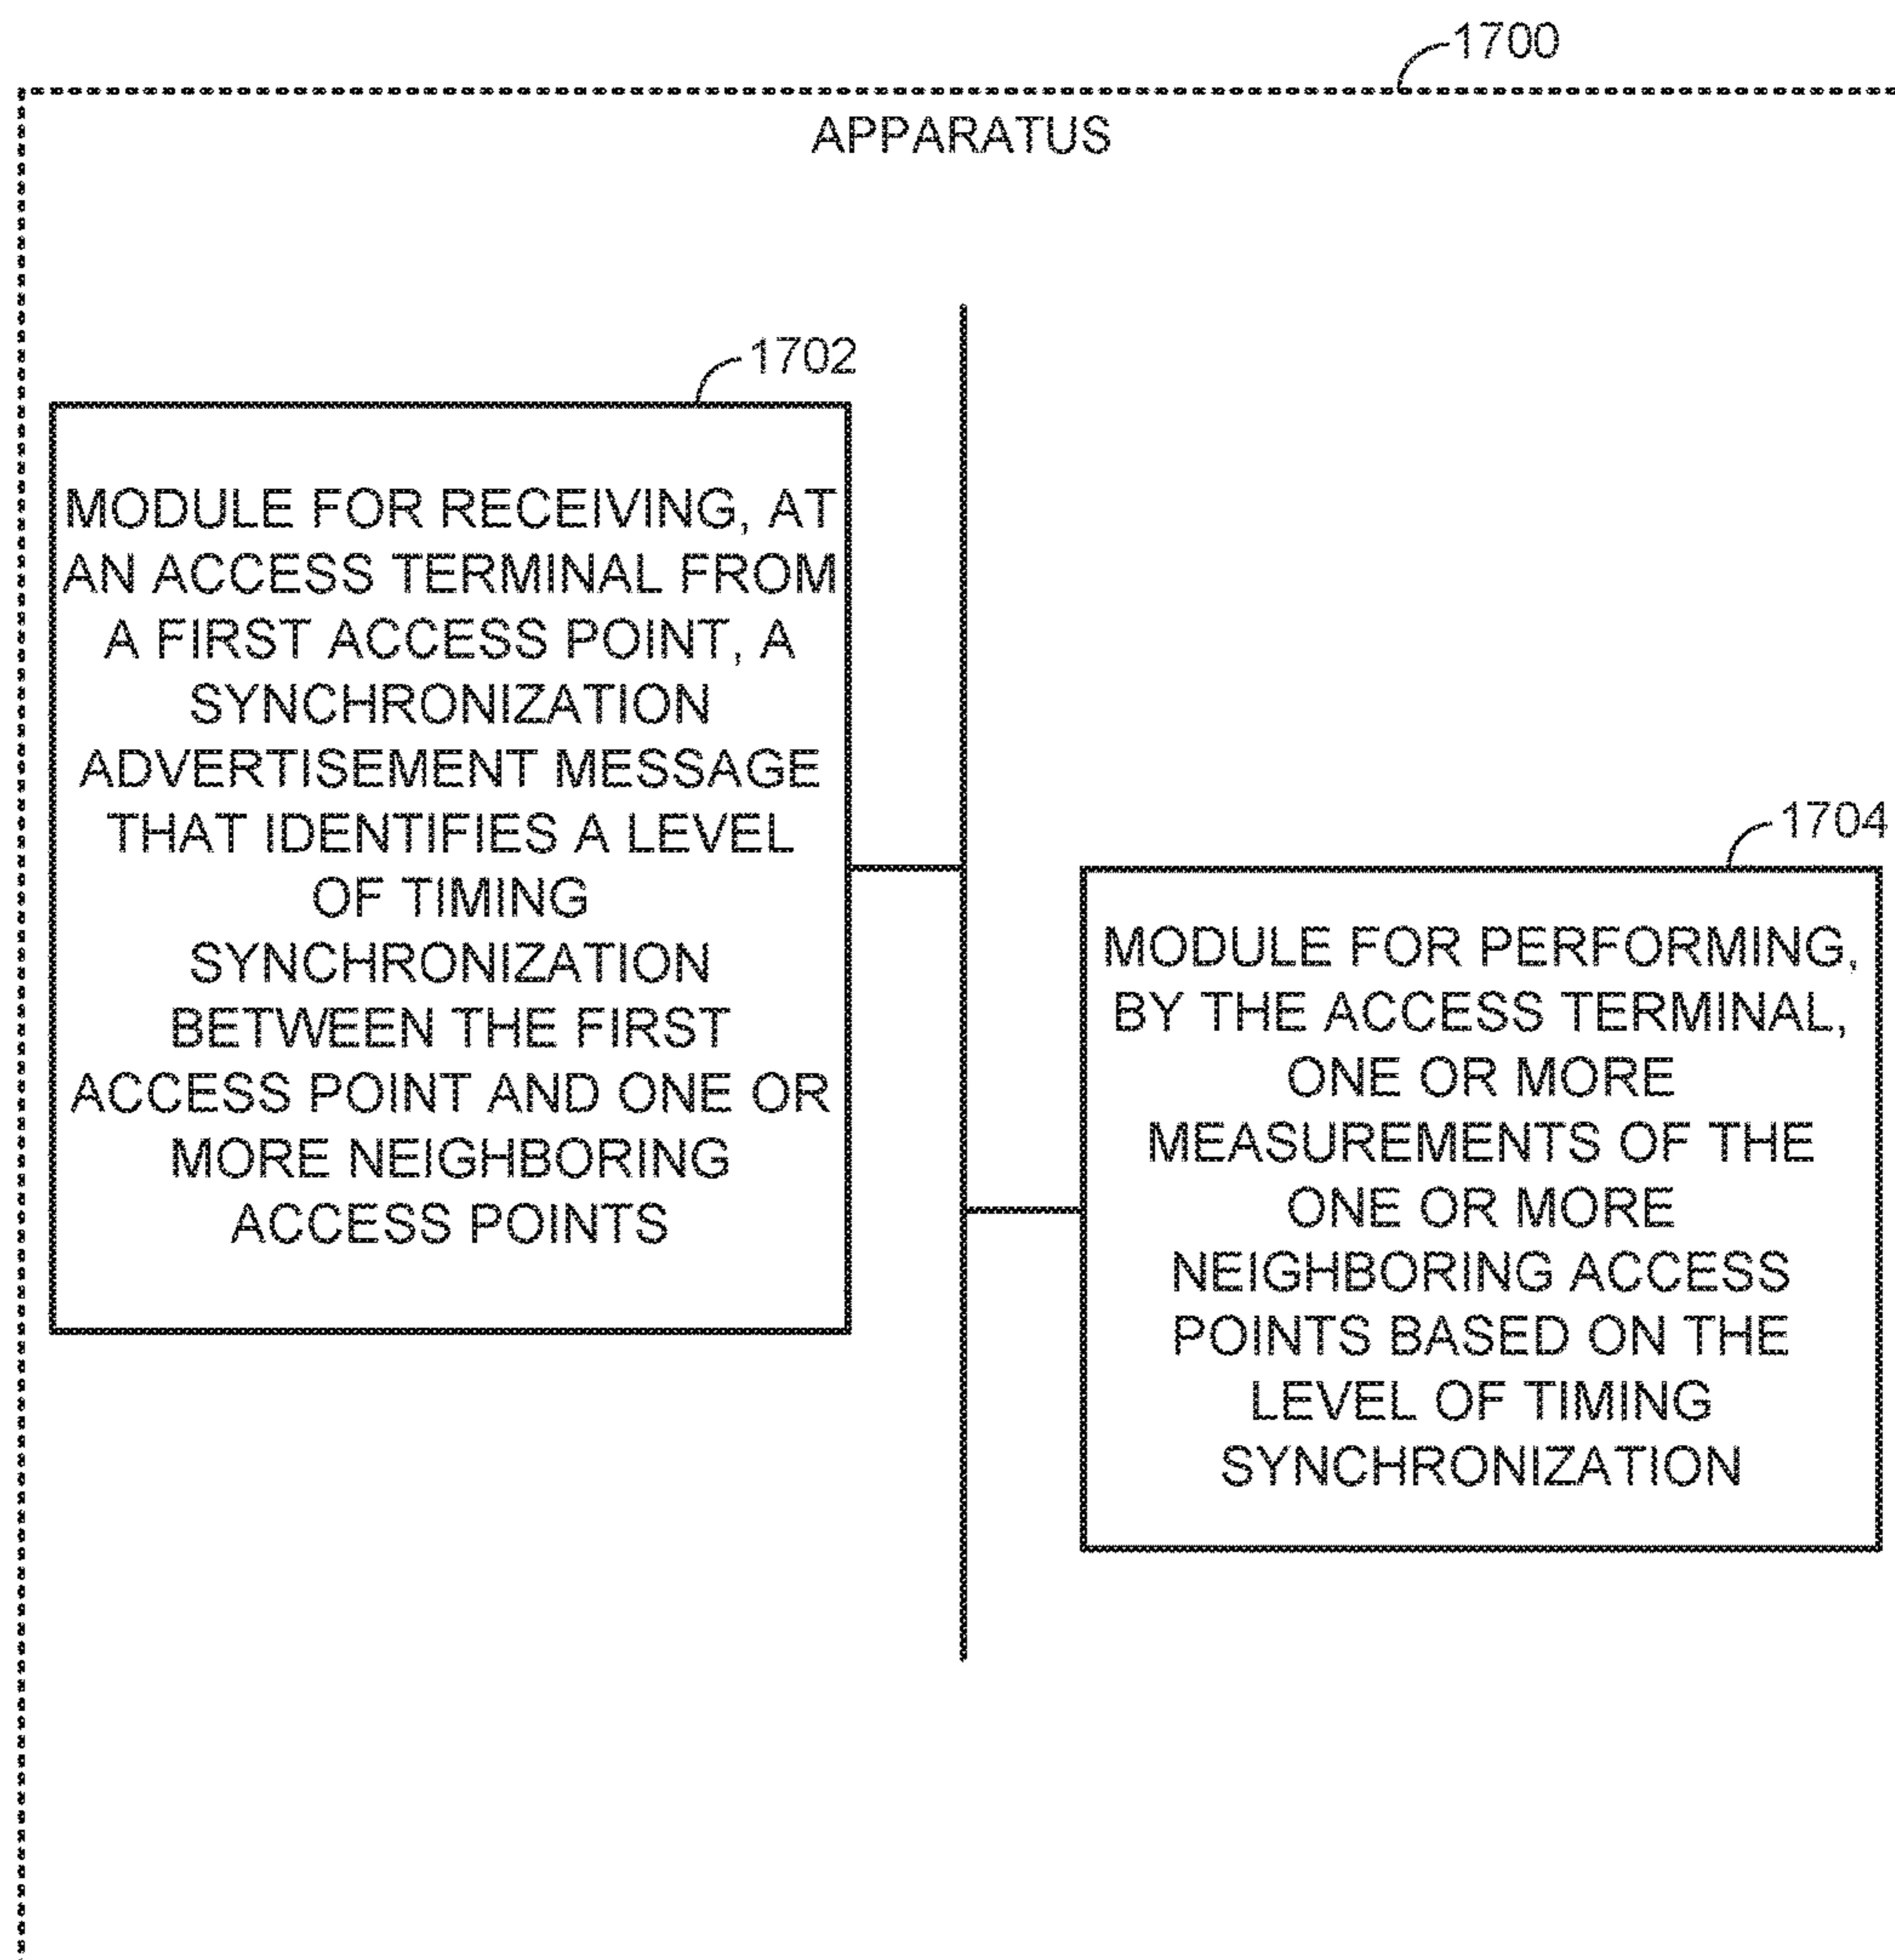 1700
APPARATUS
1702
MODULE FOR RECEIVING, AT
AN ACCESS TERMINAL FROM
A FIRST ACCESS POINT, A
SYNCHRONIZATION
ADVERTISEMENT MESSAGE
THAT IDENTIFIES A LEVEL
OF TIMING
SYNCHRONIZATION
BETWEEN THE FIRST
ACCESS POINT AND ONE OR
MORE NEIGHBORING
ACCESS POINTS
1704
MODULE FOR PERFORMING,
BY THE ACCESS TERMINAL,
ONE OR MORE
MEASUREMENTS OF THE
ONE OR MORE
NEIGHBORING ACCESS
POINTS BASED ON THE
LEVEL OF TIMING
SYNCHRONIZATION